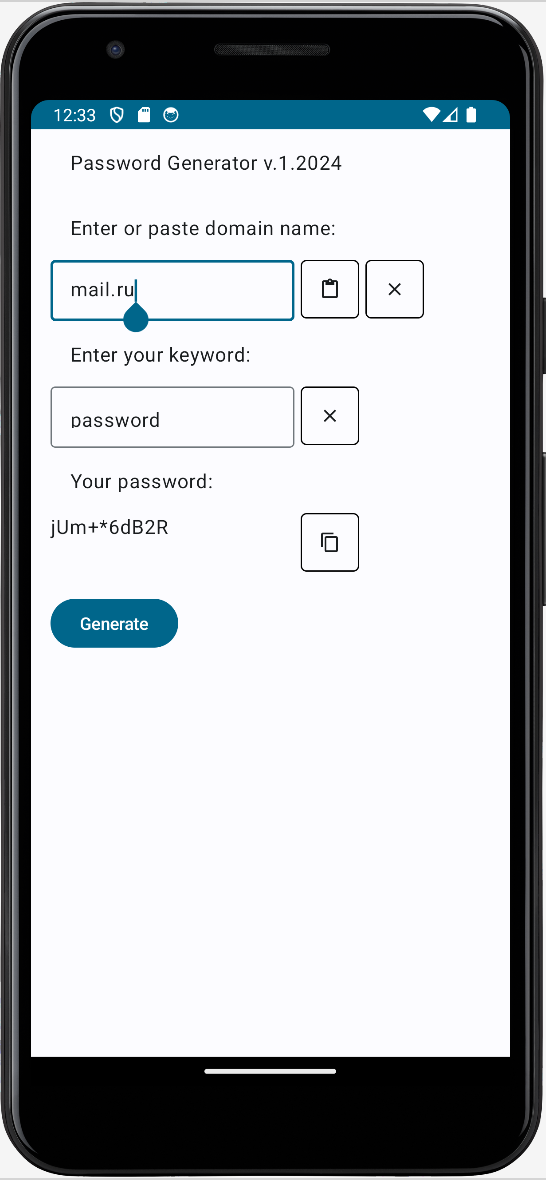 12:33
Password Generator v.1.2024
Enter or paste domain name:
mail.ru
Enter your keyword:
password
Your password:
jUm+*6dB2R
Generate